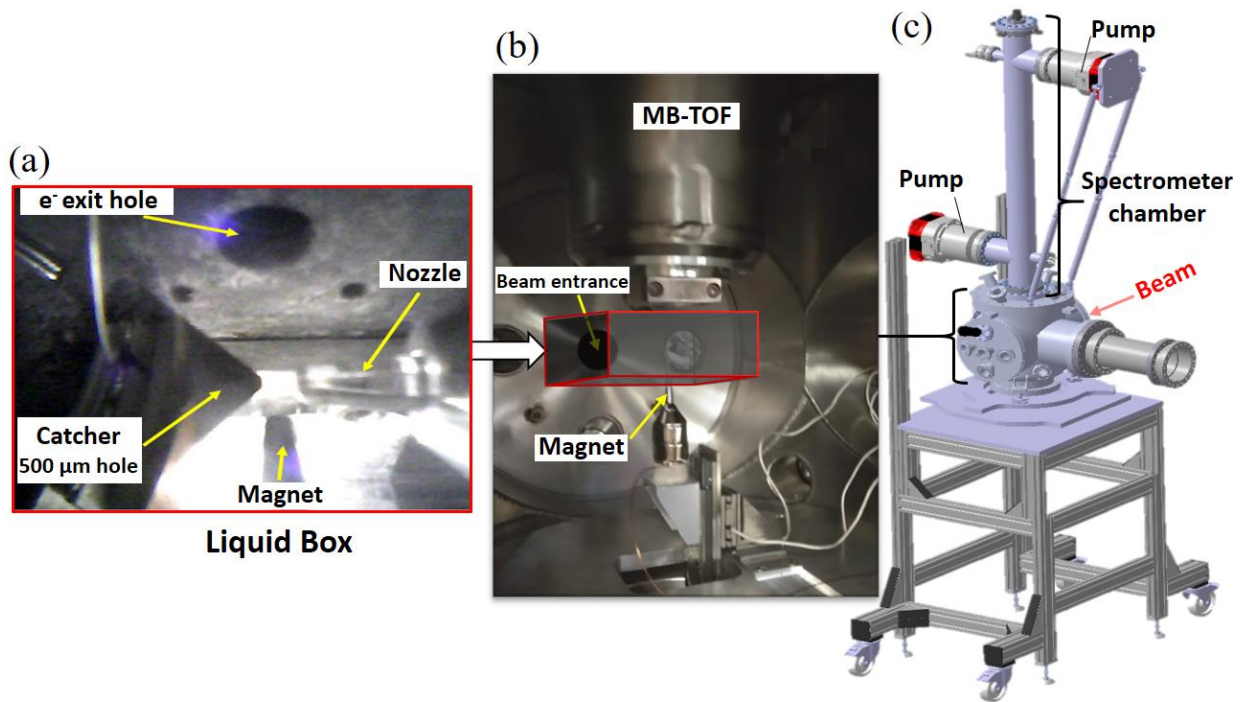 (a)
e⁻ exit hole
Nozzle
Catcher
500 µm hole
Magnet
Liquid Box
(b)
MB-TOF
Beam entrance
Magnet
(c)
Pump
Pump
Spectrometer
chamber
Beam